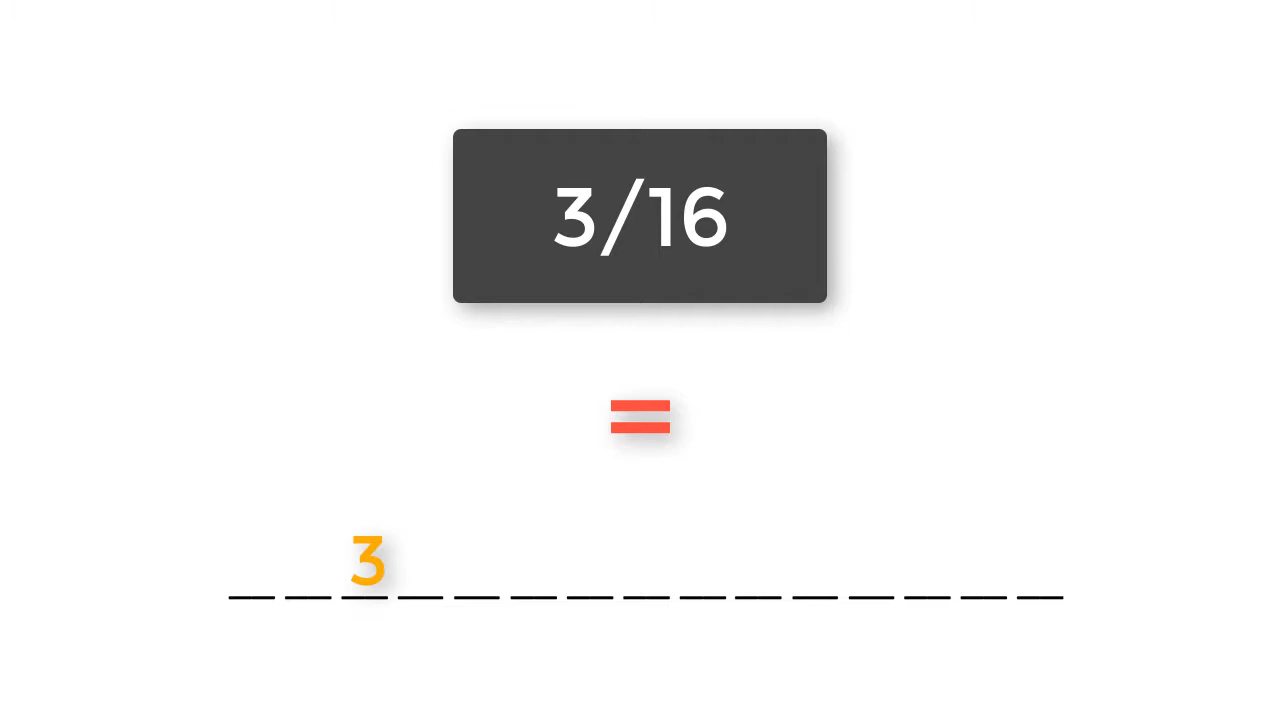 3/16
=
_ _ 3 _ _ _ _ _ _ _ _ _ _ _ _